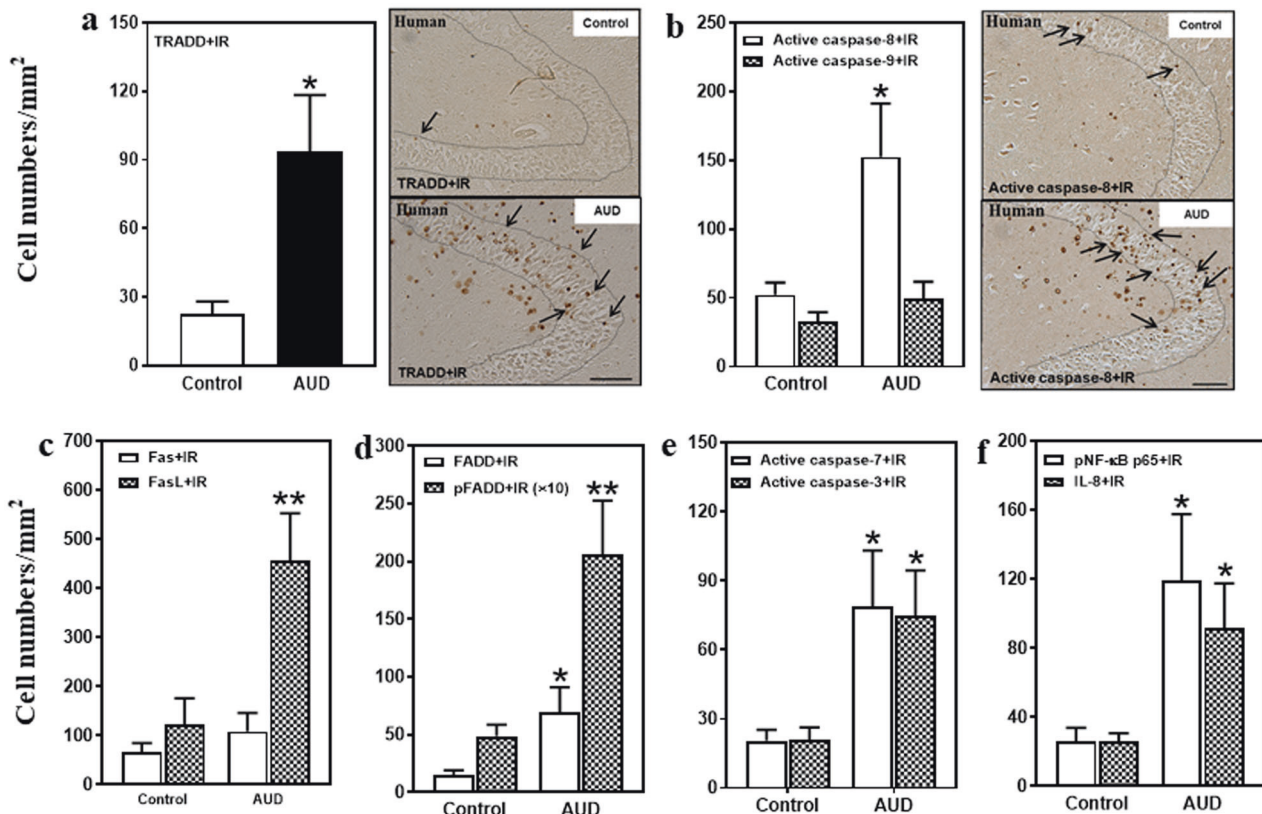 a
TRADD+IR
*
150
120
90
60
30
0
Control
AUD
Cell numbers/mm²
Human
Control
TRADD+IR
Human
AUD
TRADD+IR
b
Active caspase-8+IR
Active caspase-9+IR
*
250
200
150
100
50
0
Control
AUD
Human
Control
Active caspase-8+IR
Human
AUD
Active caspase-8+IR
c
Fas+IR
FasL+IR
**
700
600
500
400
300
200
100
0
Control
AUD
Cell numbers/mm²
d
FADD+IR
pFADD+IR (×10)
**
*
300
250
200
150
100
50
0
Control
AUD
e
Active caspase-7+IR
Active caspase-3+IR
*
*
150
120
90
60
30
0
Control
AUD
f
pNF-κB p65+IR
IL-8+IR
*
*
200
160
120
80
40
0
Control
AUD